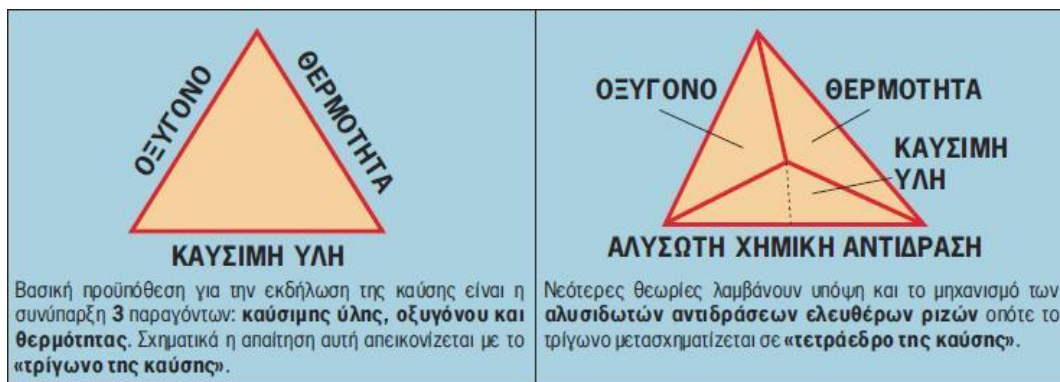 ΟΞΥΓΟΝΟ
ΘΕΡΜΟΤΗΤΑ
ΚΑΥΣΙΜΗ ΥΛΗ
Βασική προϋπόθεση για την εκδήλωση της καύσης είναι η
συνύπαρξη 3 παραγόντων: καύσιμης ύλης, οξυγόνου και
θερμότητας. Σχηματικά η απαίτηση αυτή απεικονίζεται με το
«τρίγωνο της καύσης».
ΟΞΥΓΟΝΟ
ΘΕΡΜΟΤΗΤΑ
ΚΑΥΣΙΜΗ
ΥΛΗ
ΑΛΥΣΩΤΗ ΧΗΜΙΚΗ ΑΝΤΙΔΡΑΣΗ
Νεότερες θεωρίες λαμβάνουν υπόψη και το μηχανισμό των
αλυσιδωτών αντιδράσεων ελευθέρων ριζών οπότε το
τρίγωνο μετασχηματίζεται σε «τετράεδρο της καύσης».